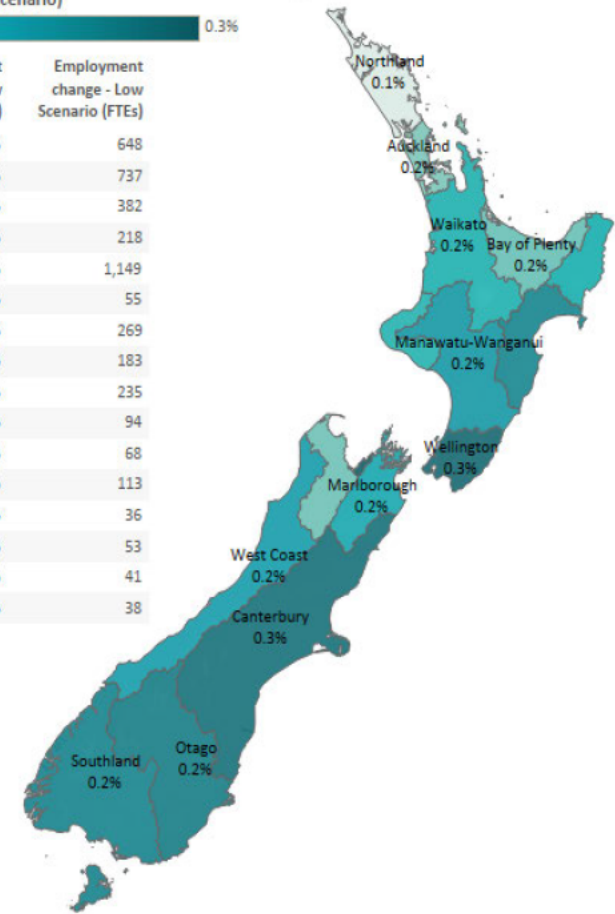 0.3%
Employment
change - Low
Scenario (FTEs)
648
737
382
218
1,149
55
269
183
235
94
68
113
36
53
41
38
Northland
0.1%
Auckland
0.2%
Waikato
0.2%
Bay of Plenty
0.2%
Manawatu-Wanganui
0.2%
Wellington
0.3%
Marlborough
0.2%
West Coast
0.2%
Canterbury
0.3%
Otago
0.2%
Southland
0.2%